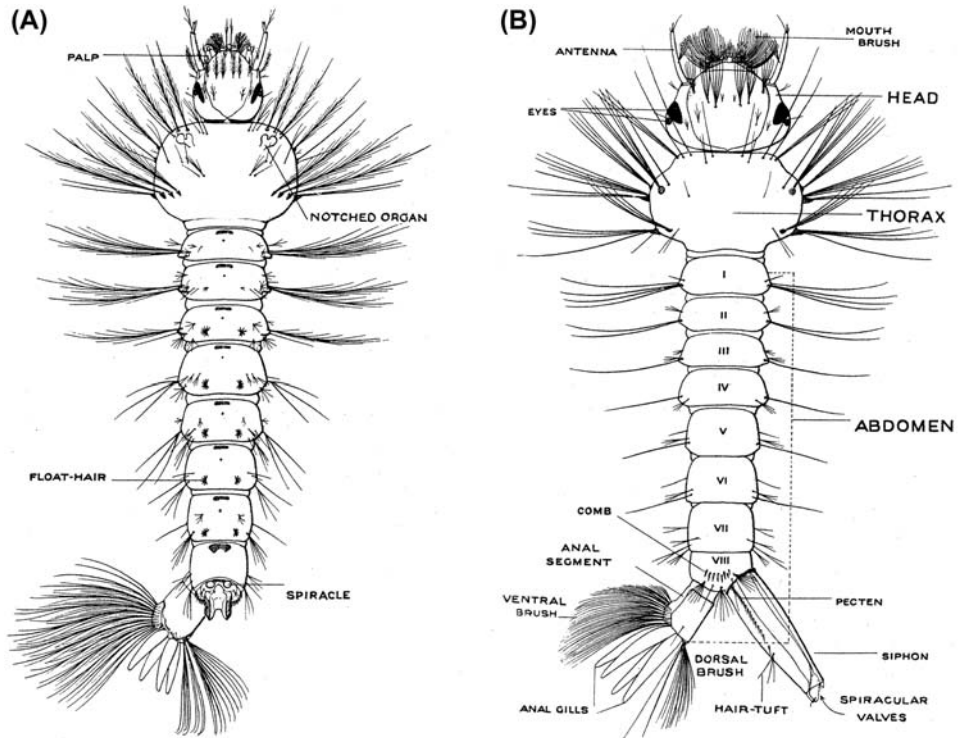 (A)
PALP
NOTCHED ORGAN
FLOAT-HAIR
SPIRACLE
(B)
MOUTH
BRUSH
ANTENNA
HEAD
EYES
THORAX
I
II
III
IV
ABDOMEN
V
VI
COMB
VII
ANAL
SEGMENT
VIII
VENTRAL
BRUSH
PECTEN
DORSAL
BRUSH
SIPHON
ANAL GILLS
HAIR-TUFT
SPIRACULAR
VALVES